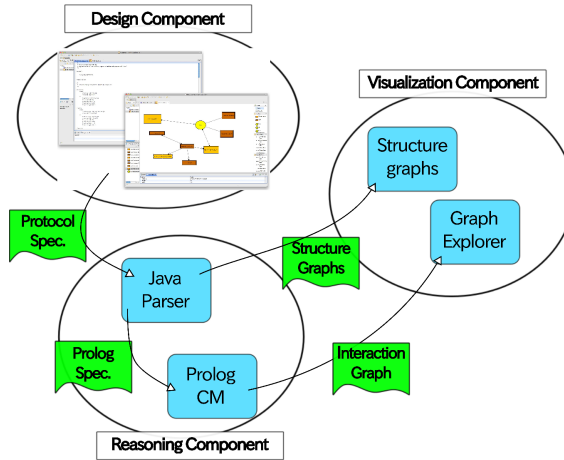 Design Component
Visualization Component
Structure
graphs
Graph
Explorer
Protocol
Spec.
Structure
Graphs
Java
Parser
Prolog
Spec.
Prolog
CM
Interaction
Graph
Reasoning Component